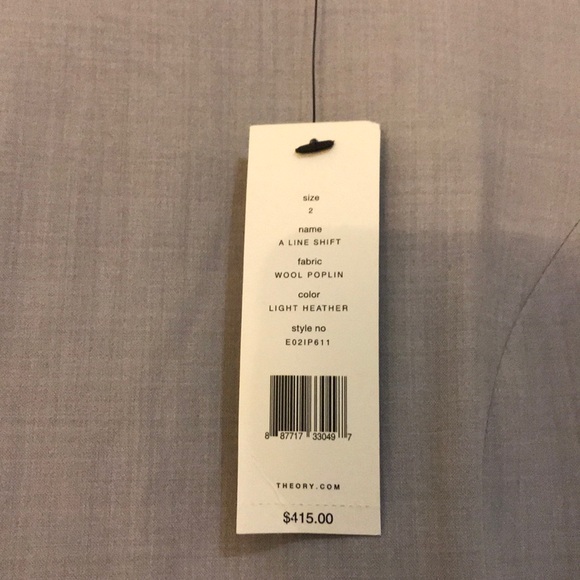 size
2
name
A LINE SHIFT
fabric
WOOL POPLIN
color
LIGHT HEATHER
style no
E02IP611
8 87717 33049 7
THEORY.COM
$415.00